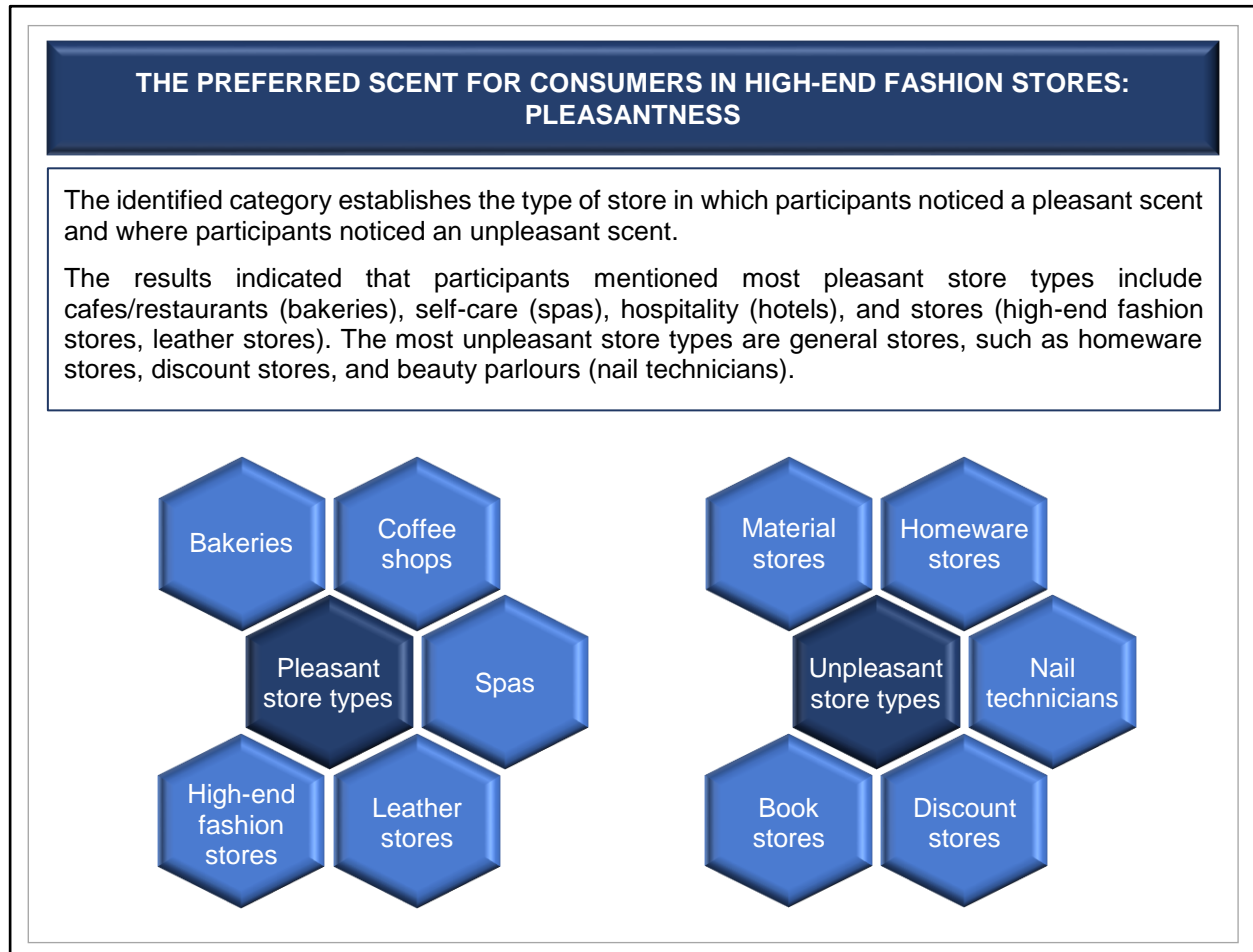 THE PREFERRED SCENT FOR CONSUMERS IN HIGH-END FASHION STORES:
PLEASANTNESS
The identified category establishes the type of store in which participants noticed a pleasant scent
and where participants noticed an unpleasant scent.
The results indicated that participants mentioned most pleasant store types include
cafes/restaurants (bakeries), self-care (spas), hospitality (hotels), and stores (high-end fashion
stores, leather stores). The most unpleasant store types are general stores, such as homeware
stores, discount stores, and beauty parlours (nail technicians).
Bakeries
Coffee
shops
Pleasant
store types
Spas
High-end
fashion
stores
Leather
stores
Material
stores
Homeware
stores
Unpleasant
store types
Nail
technicians
Book
stores
Discount
stores